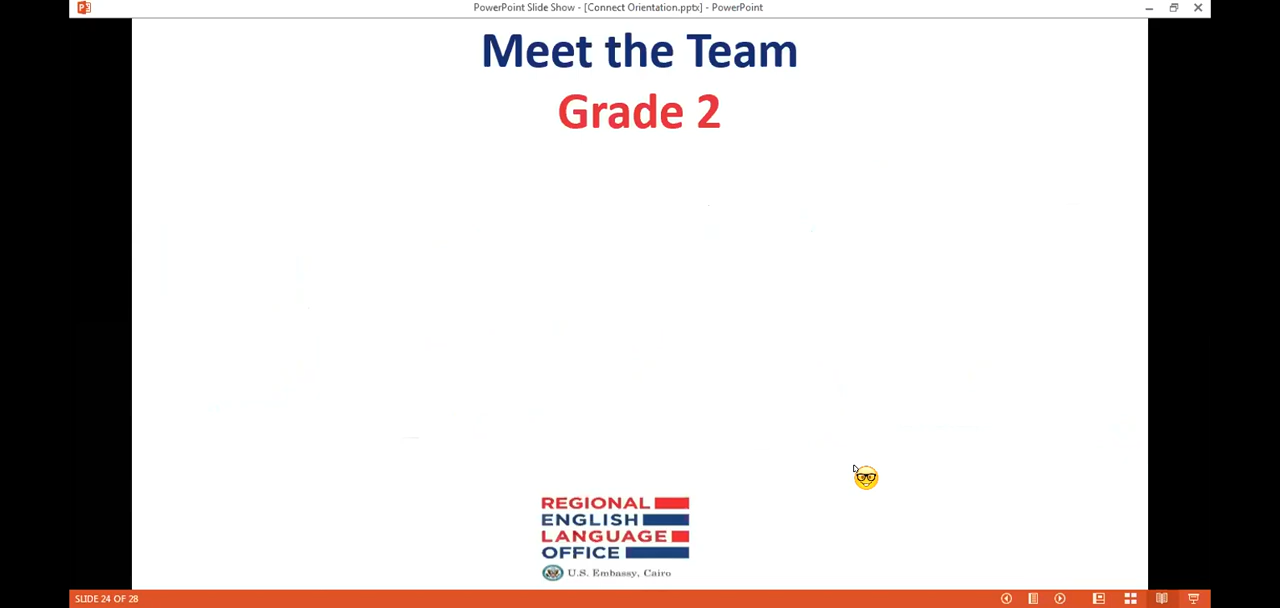 PowerPoint Slide Show - [Connect Orientation.pptx] - PowerPoint
Meet the Team
Grade 2
REGIONAL
ENGLISH
LANGUAGE
OFFICE
U.S. Embassy, Cairo
SLIDE 24 OF 28